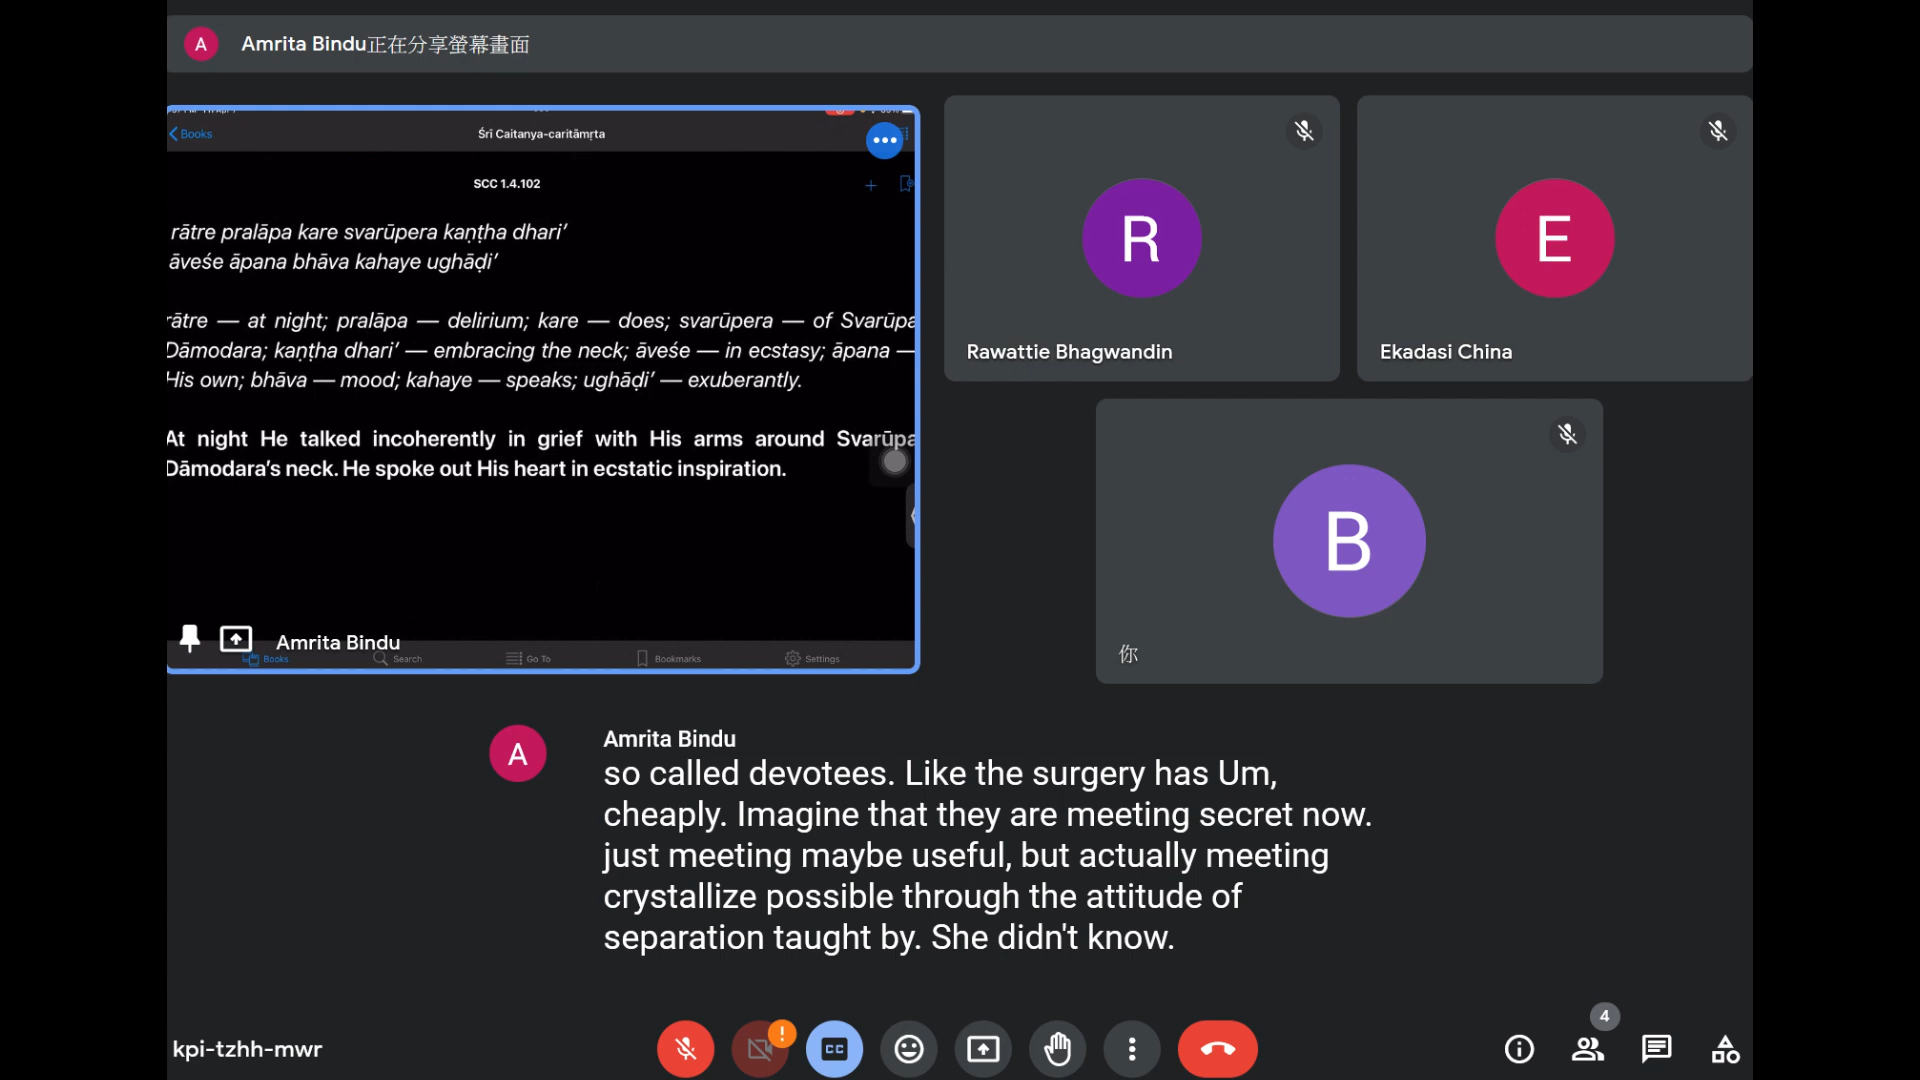 A
Amrita Bindu正在分享螢幕畫面
Books
Śrī Caitanya-caritāmṛta
SCC 1.4.102
rātre pralāpa kare svarūpera kaṇṭha dhari’
āveśe āpana bhāva kahaye ughāḍi’
rātre — at night; pralāpa — delirium; kare — does; svarūpera — of Svarūpa
Dāmodara; kaṇṭha dhari’ — embracing the neck; āveśe — in ecstasy; āpana —
His own; bhāva — mood; kahaye — speaks; ughāḍi’ — exuberantly.
At night He talked incoherently in grief with His arms around Svarūpa
Dāmodara’s neck. He spoke out His heart in ecstatic inspiration.
Amrita Bindu
Books
Search
Go To
Bookmarks
Settings
R
Rawattie Bhagwandin
E
Ekadasi China
B
你
A
Amrita Bindu
so called devotees. Like the surgery has Um,
cheaply. Imagine that they are meeting secret now.
just meeting maybe useful, but actually meeting
crystallize possible through the attitude of
separation taught by. She didn't know.
kpi-tzhh-mwr
!
CC
4